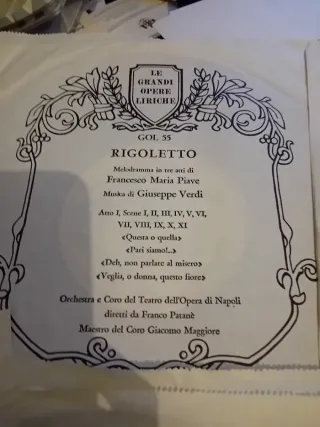 LE
GRANDI
OPERE
LIRICHE
GOL 55
RIGOLETTO
Melodramma in tre atti di
Francesco Maria Piave
Musica di Giuseppe Verdi
Atto I, Scene I, II, III, IV, V, VI,
VII, VIII, IX, X, XI
«Questa o quella»
«Pari siamo!...»
«Deh, non parlare al misero»
«Veglia, o donna, questo fiore»
Orchestra e Coro del Teatro dell'Opera di Napoli
diretti da Franco Patanè
Maestro del Coro Giacomo Maggiore